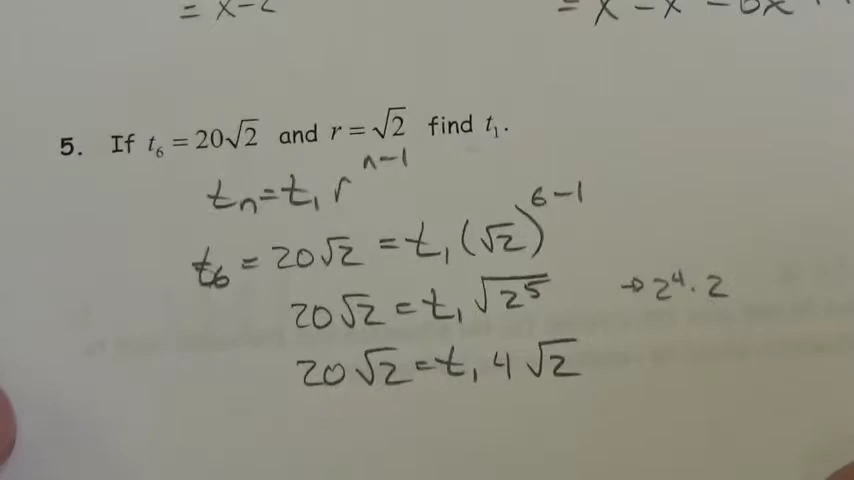 = x-2
5. If t₆ = 20√2 and r = √2 find t₁.
tₙ = t₁ r^(n-1)
t₆ = 20√2 = t₁ (√2)^(6-1)
20√2 = t₁ √(2⁵) → 2⁴ · 2
20√2 = t₁ 4√2